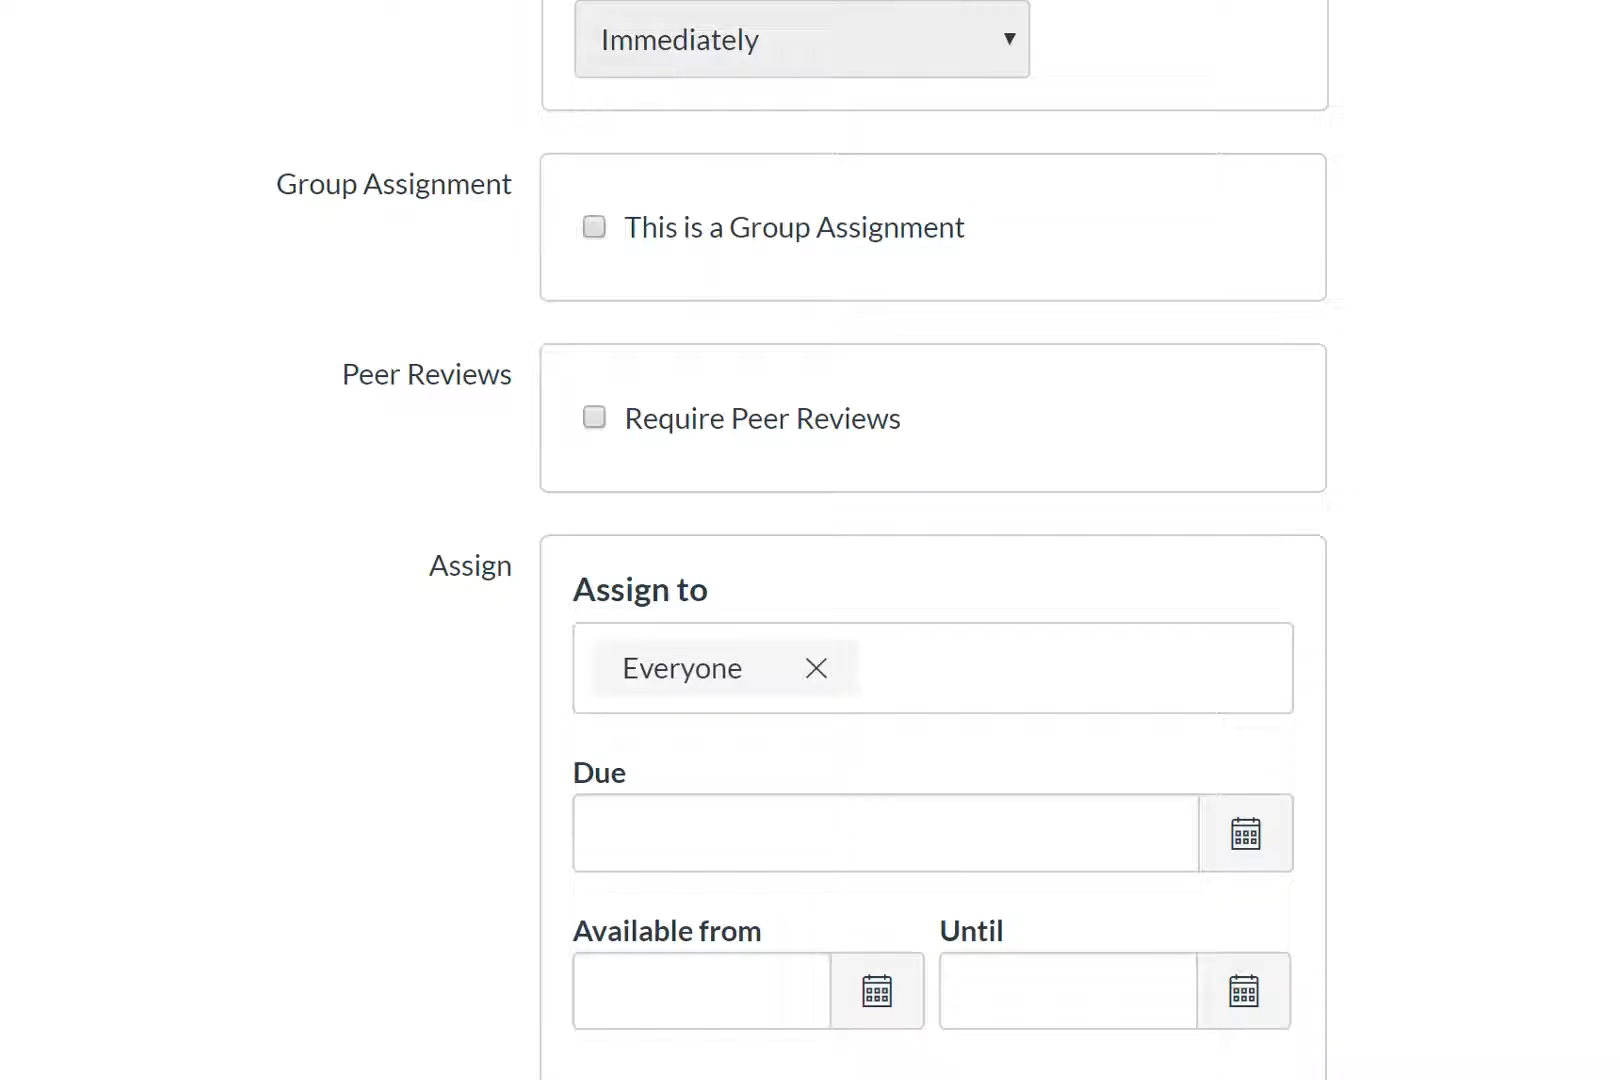 Immediately
Group Assignment
This is a Group Assignment
Peer Reviews
Require Peer Reviews
Assign
Assign to
Everyone
Due
Available from
Until